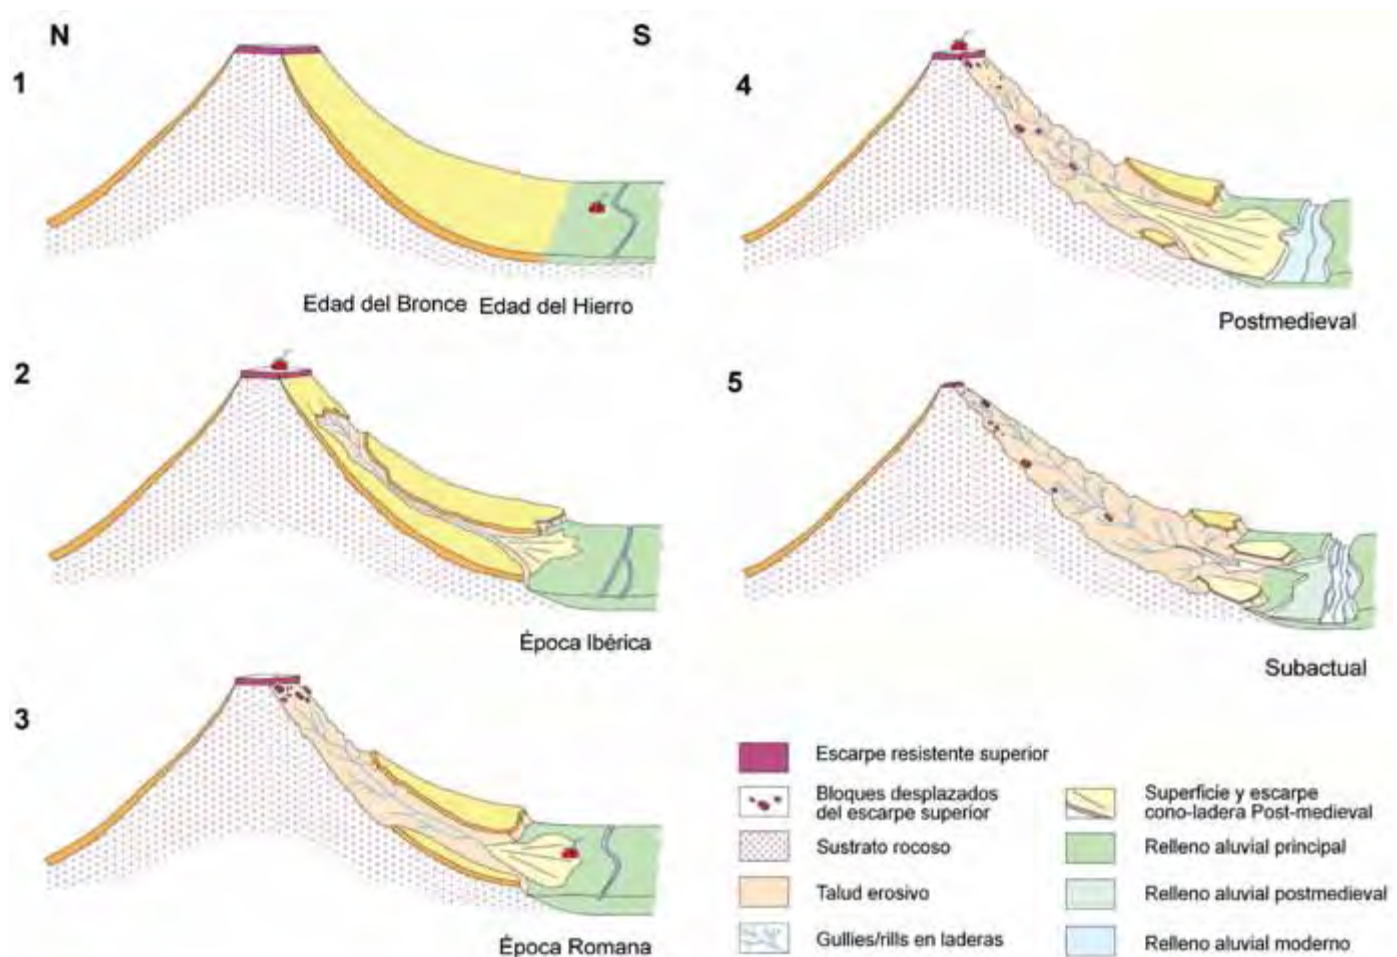 N
S
1
Edad del Bronce Edad del Hierro
2
Época Ibérica
3
Época Romana
4
Postmedieval
5
Subactual
Escarpe resistente superior
Bloques desplazados
del escarpe superior
Sustrato rocoso
Talud erosivo
Gullies/rills en laderas
Superficie y escarpe
cono-ladera Post-medieval
Relleno aluvial principal
Relleno aluvial postmedieval
Relleno aluvial moderno